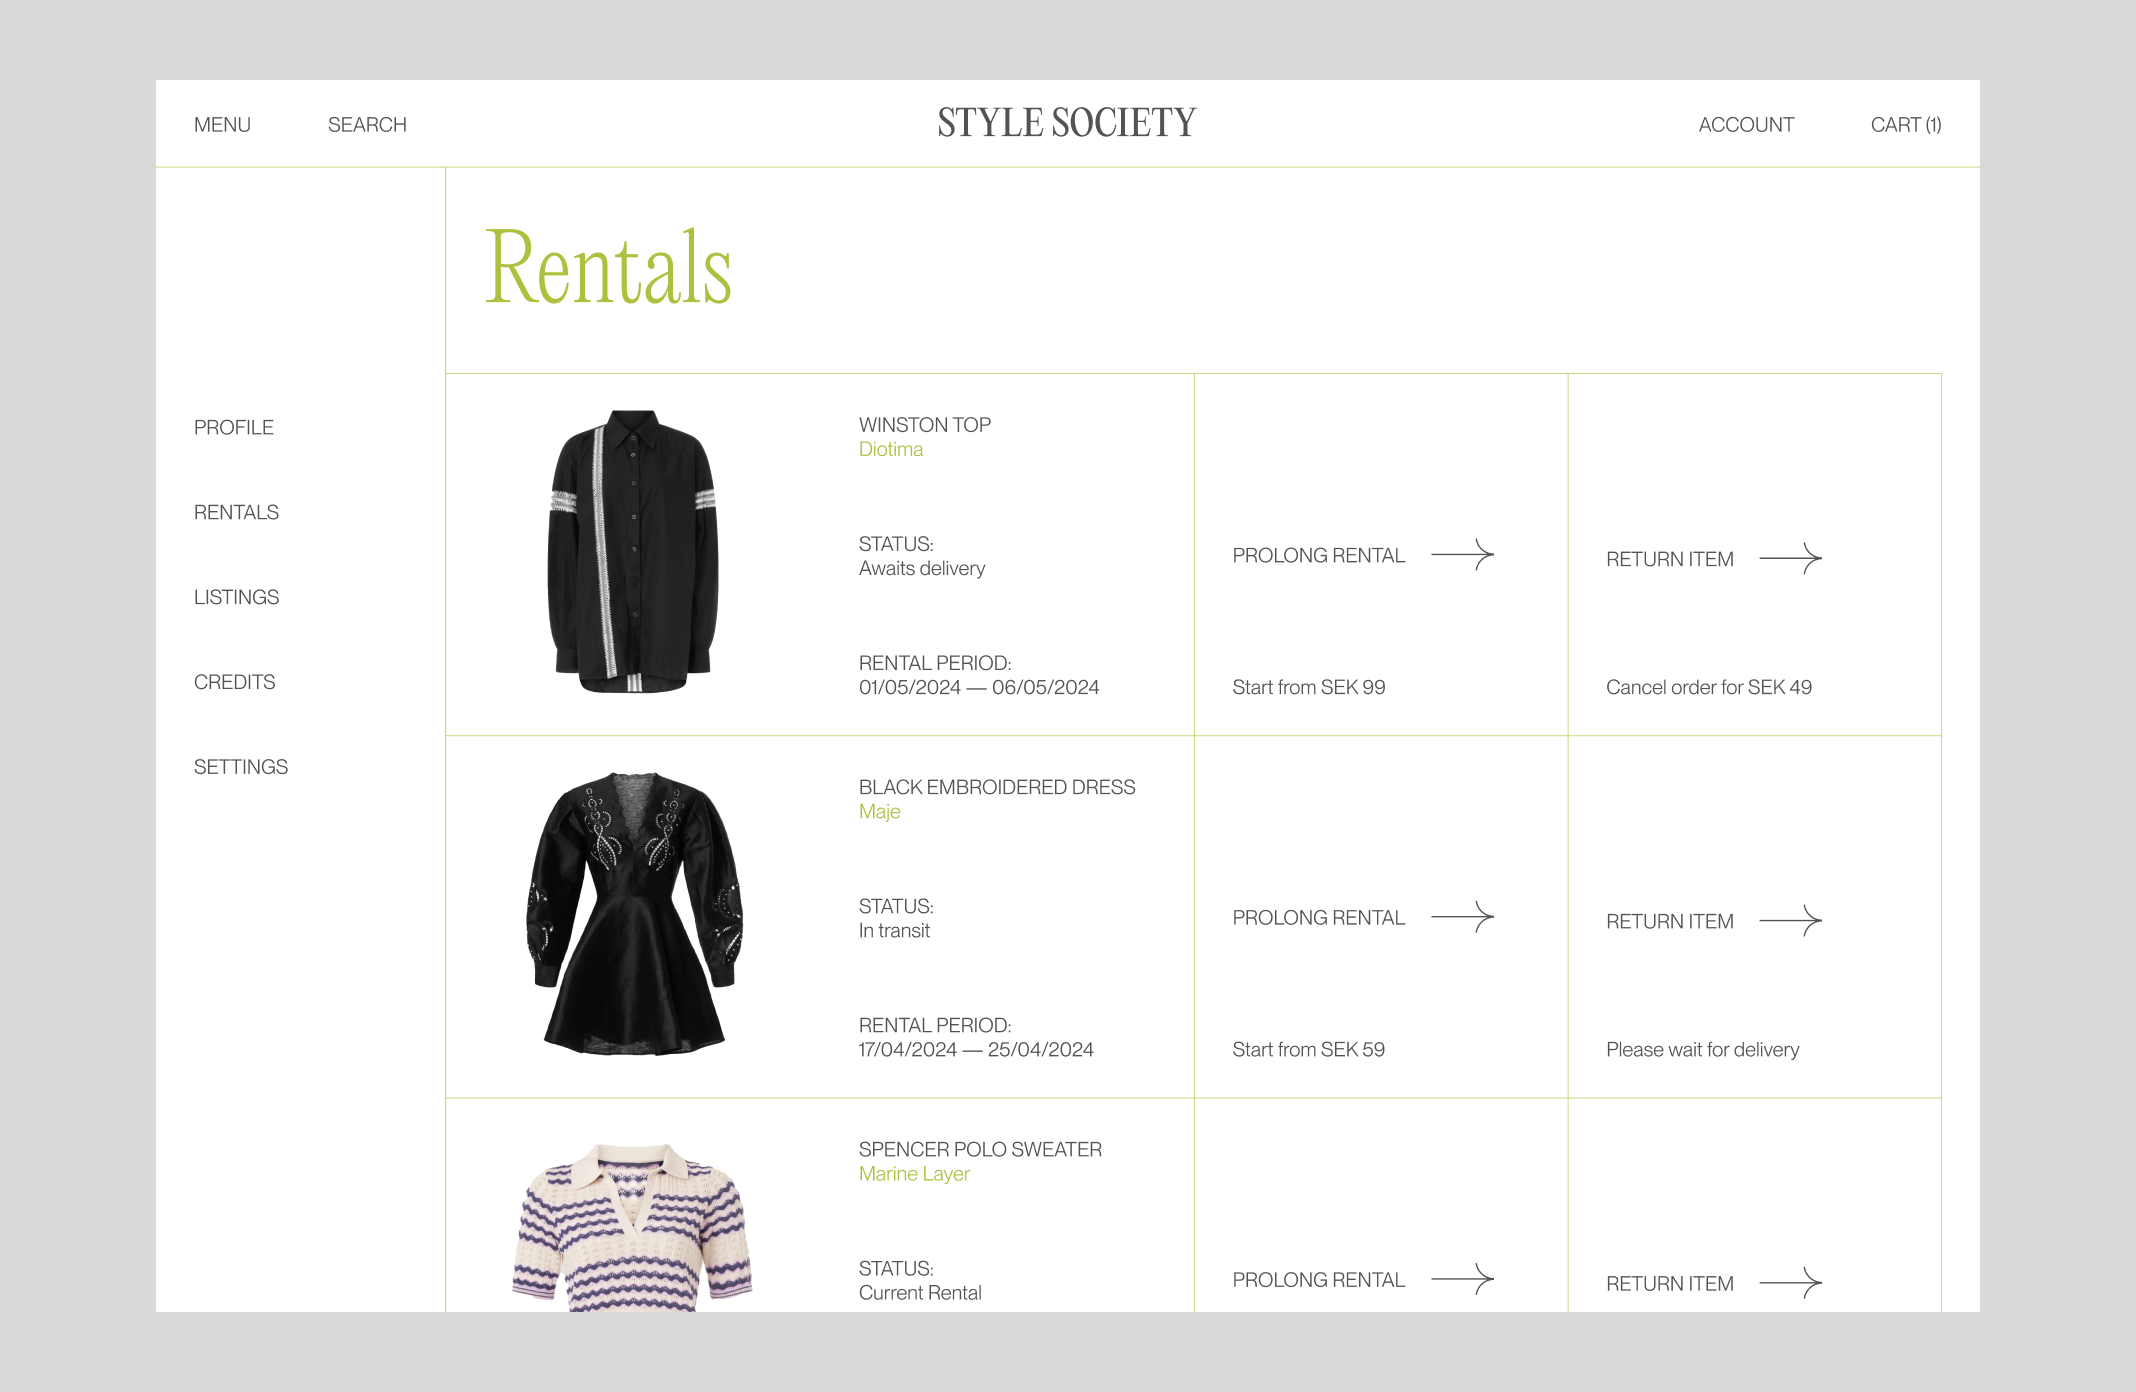 MENU
SEARCH
STYLE SOCIETY
ACCOUNT
CART (1)
Rentals
PROFILE
RENTALS
LISTINGS
CREDITS
SETTINGS
WINSTON TOP
Diotima
STATUS:
Awaits delivery
RENTAL PERIOD:
01/05/2024 — 06/05/2024
PROLONG RENTAL
Start from SEK 99
RETURN ITEM
Cancel order for SEK 49
BLACK EMBROIDERED DRESS
Maje
STATUS:
In transit
RENTAL PERIOD:
17/04/2024 — 25/04/2024
PROLONG RENTAL
Start from SEK 59
RETURN ITEM
Please wait for delivery
SPENCER POLO SWEATER
Marine Layer
STATUS:
Current Rental
PROLONG RENTAL
RETURN ITEM